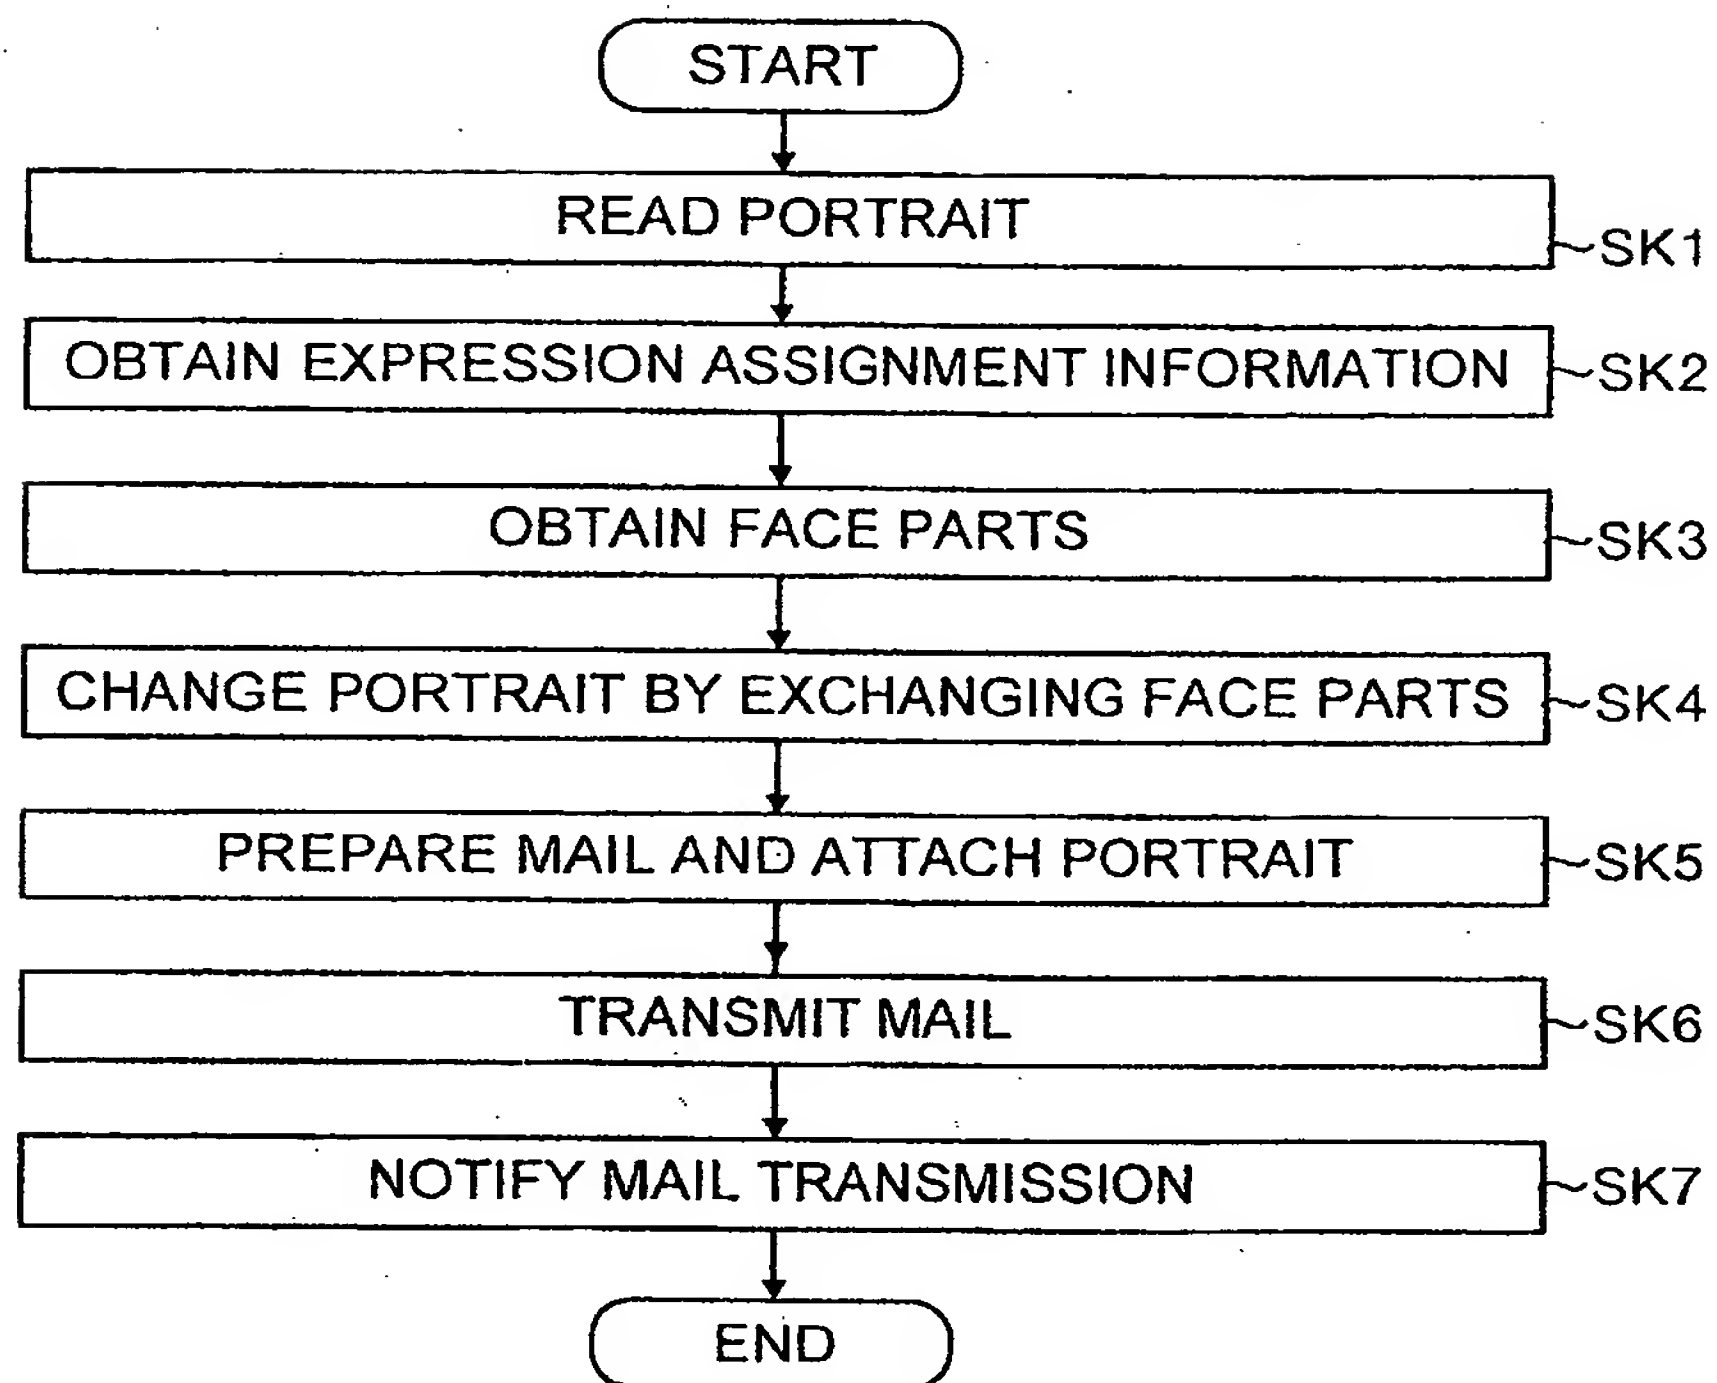 START
READ PORTRAIT
SK1
OBTAIN EXPRESSION ASSIGNMENT INFORMATION
SK2
OBTAIN FACE PARTS
SK3
CHANGE PORTRAIT BY EXCHANGING FACE PARTS
SK4
PREPARE MAIL AND ATTACH PORTRAIT
SK5
TRANSMIT MAIL
SK6
NOTIFY MAIL TRANSMISSION
SK7
END